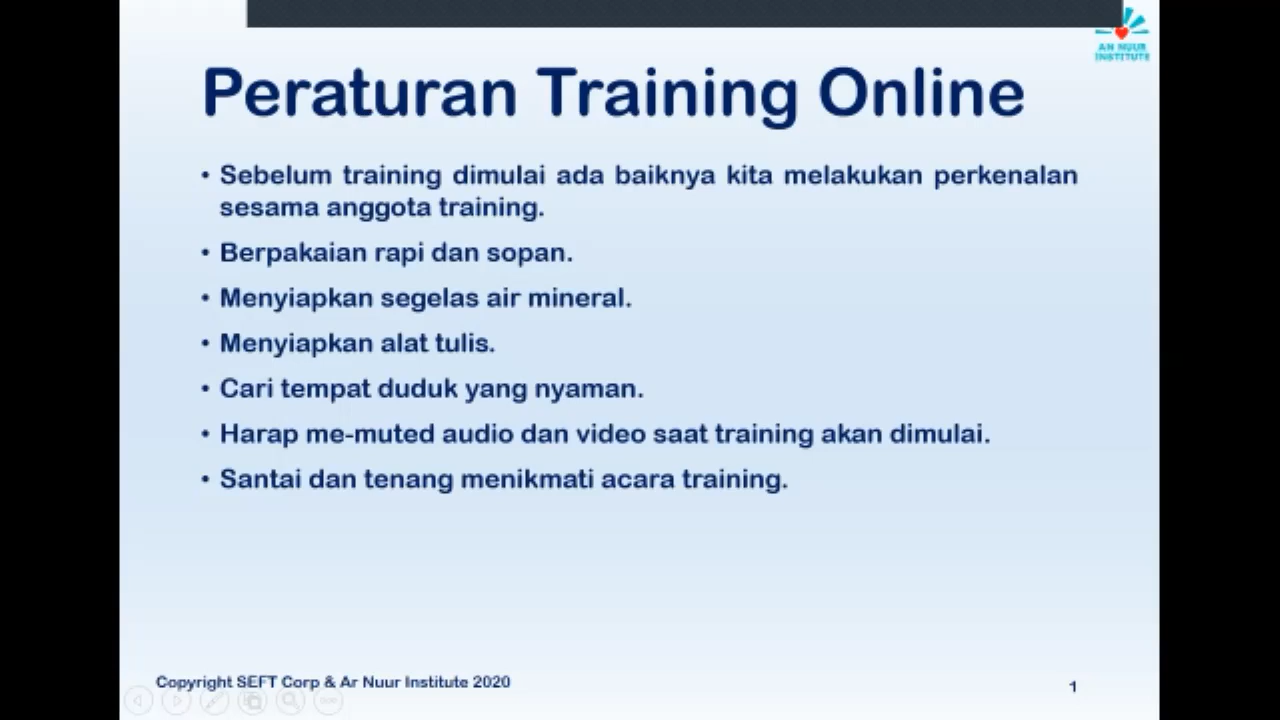 AN NUUR
INSTITUTE
Peraturan Training Online
• Sebelum training dimulai ada baiknya kita melakukan perkenalan
sesama anggota training.
• Berpakaian rapi dan sopan.
• Menyiapkan segelas air mineral.
• Menyiapkan alat tulis.
• Cari tempat duduk yang nyaman.
• Harap me-muted audio dan video saat training akan dimulai.
• Santai dan tenang menikmati acara training.
Copyright SEFT Corp & Ar Nuur Institute 2020
1